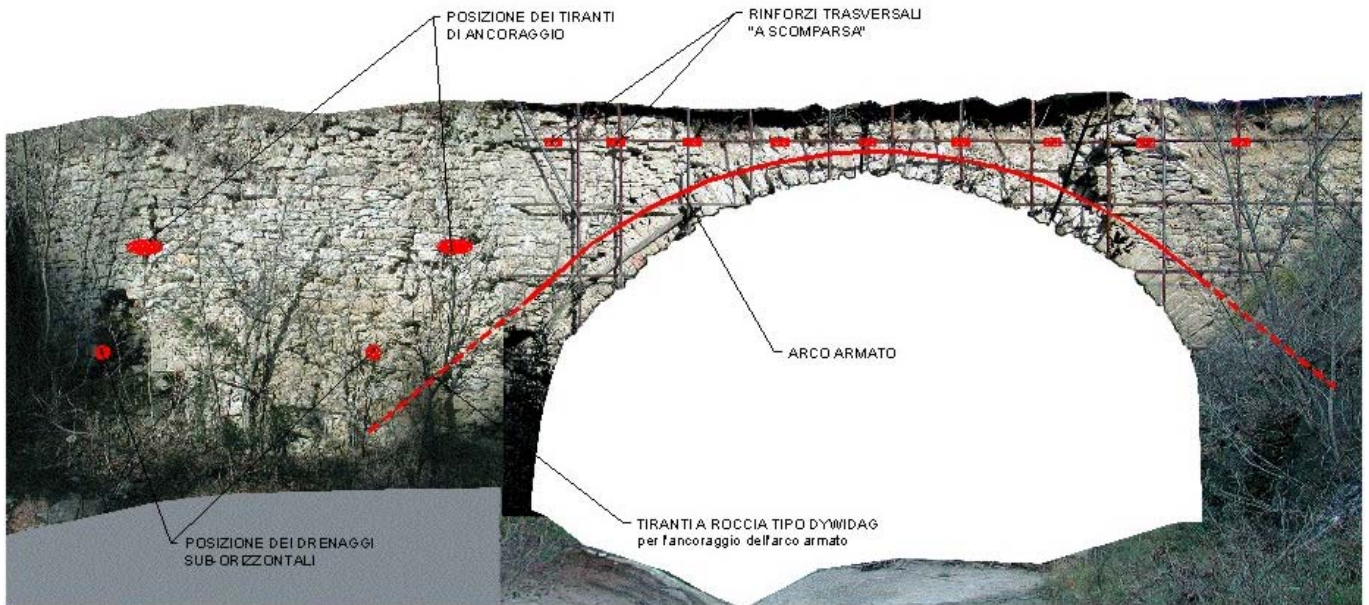 POSIZIONE DEI TIRANTI
DI ANCORAGGIO
RINFORZI TRASVERSALI
"A SCOMPARSA"
ARCO ARMATO
TIRANTI A ROCCIA TIPO DYWIDAG
per l'ancoraggio dell'arco armato
POSIZIONE DEI DRENAGGI
SUB-ORIZZONTALI